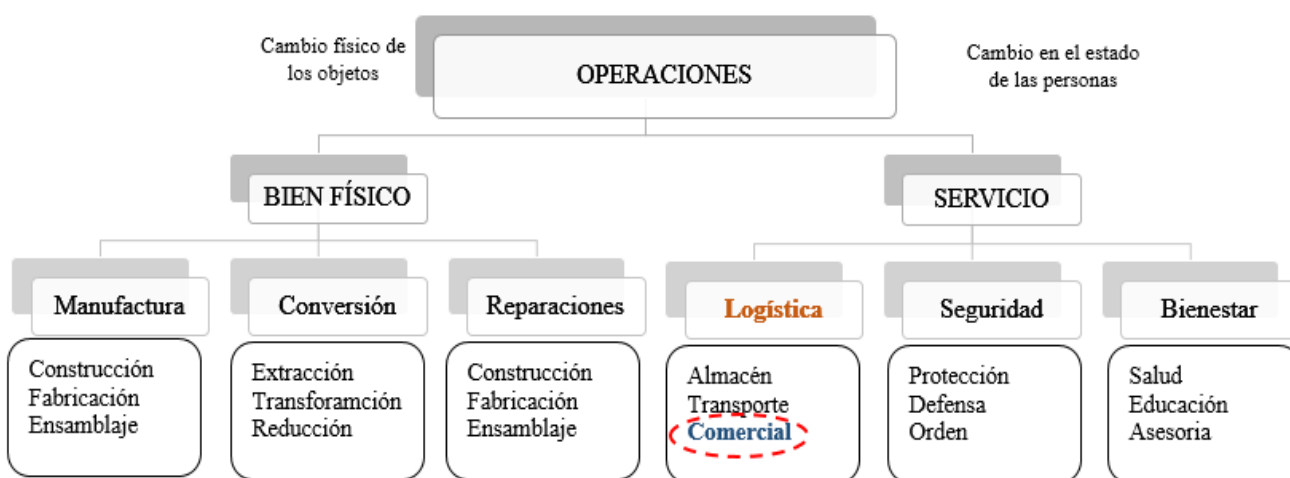 Cambio físico de
los objetos
OPERACIONES
Cambio en el estado
de las personas
BIEN FÍSICO
SERVICIO
Manufactura
Conversión
Reparaciones
Logística
Seguridad
Bienestar
Construcción
Fabricación
Ensamblaje
Extracción
Transforamción
Reducción
Construcción
Fabricación
Ensamblaje
Almacén
Transporte
Comercial
Protección
Defensa
Orden
Salud
Educación
Asesoria